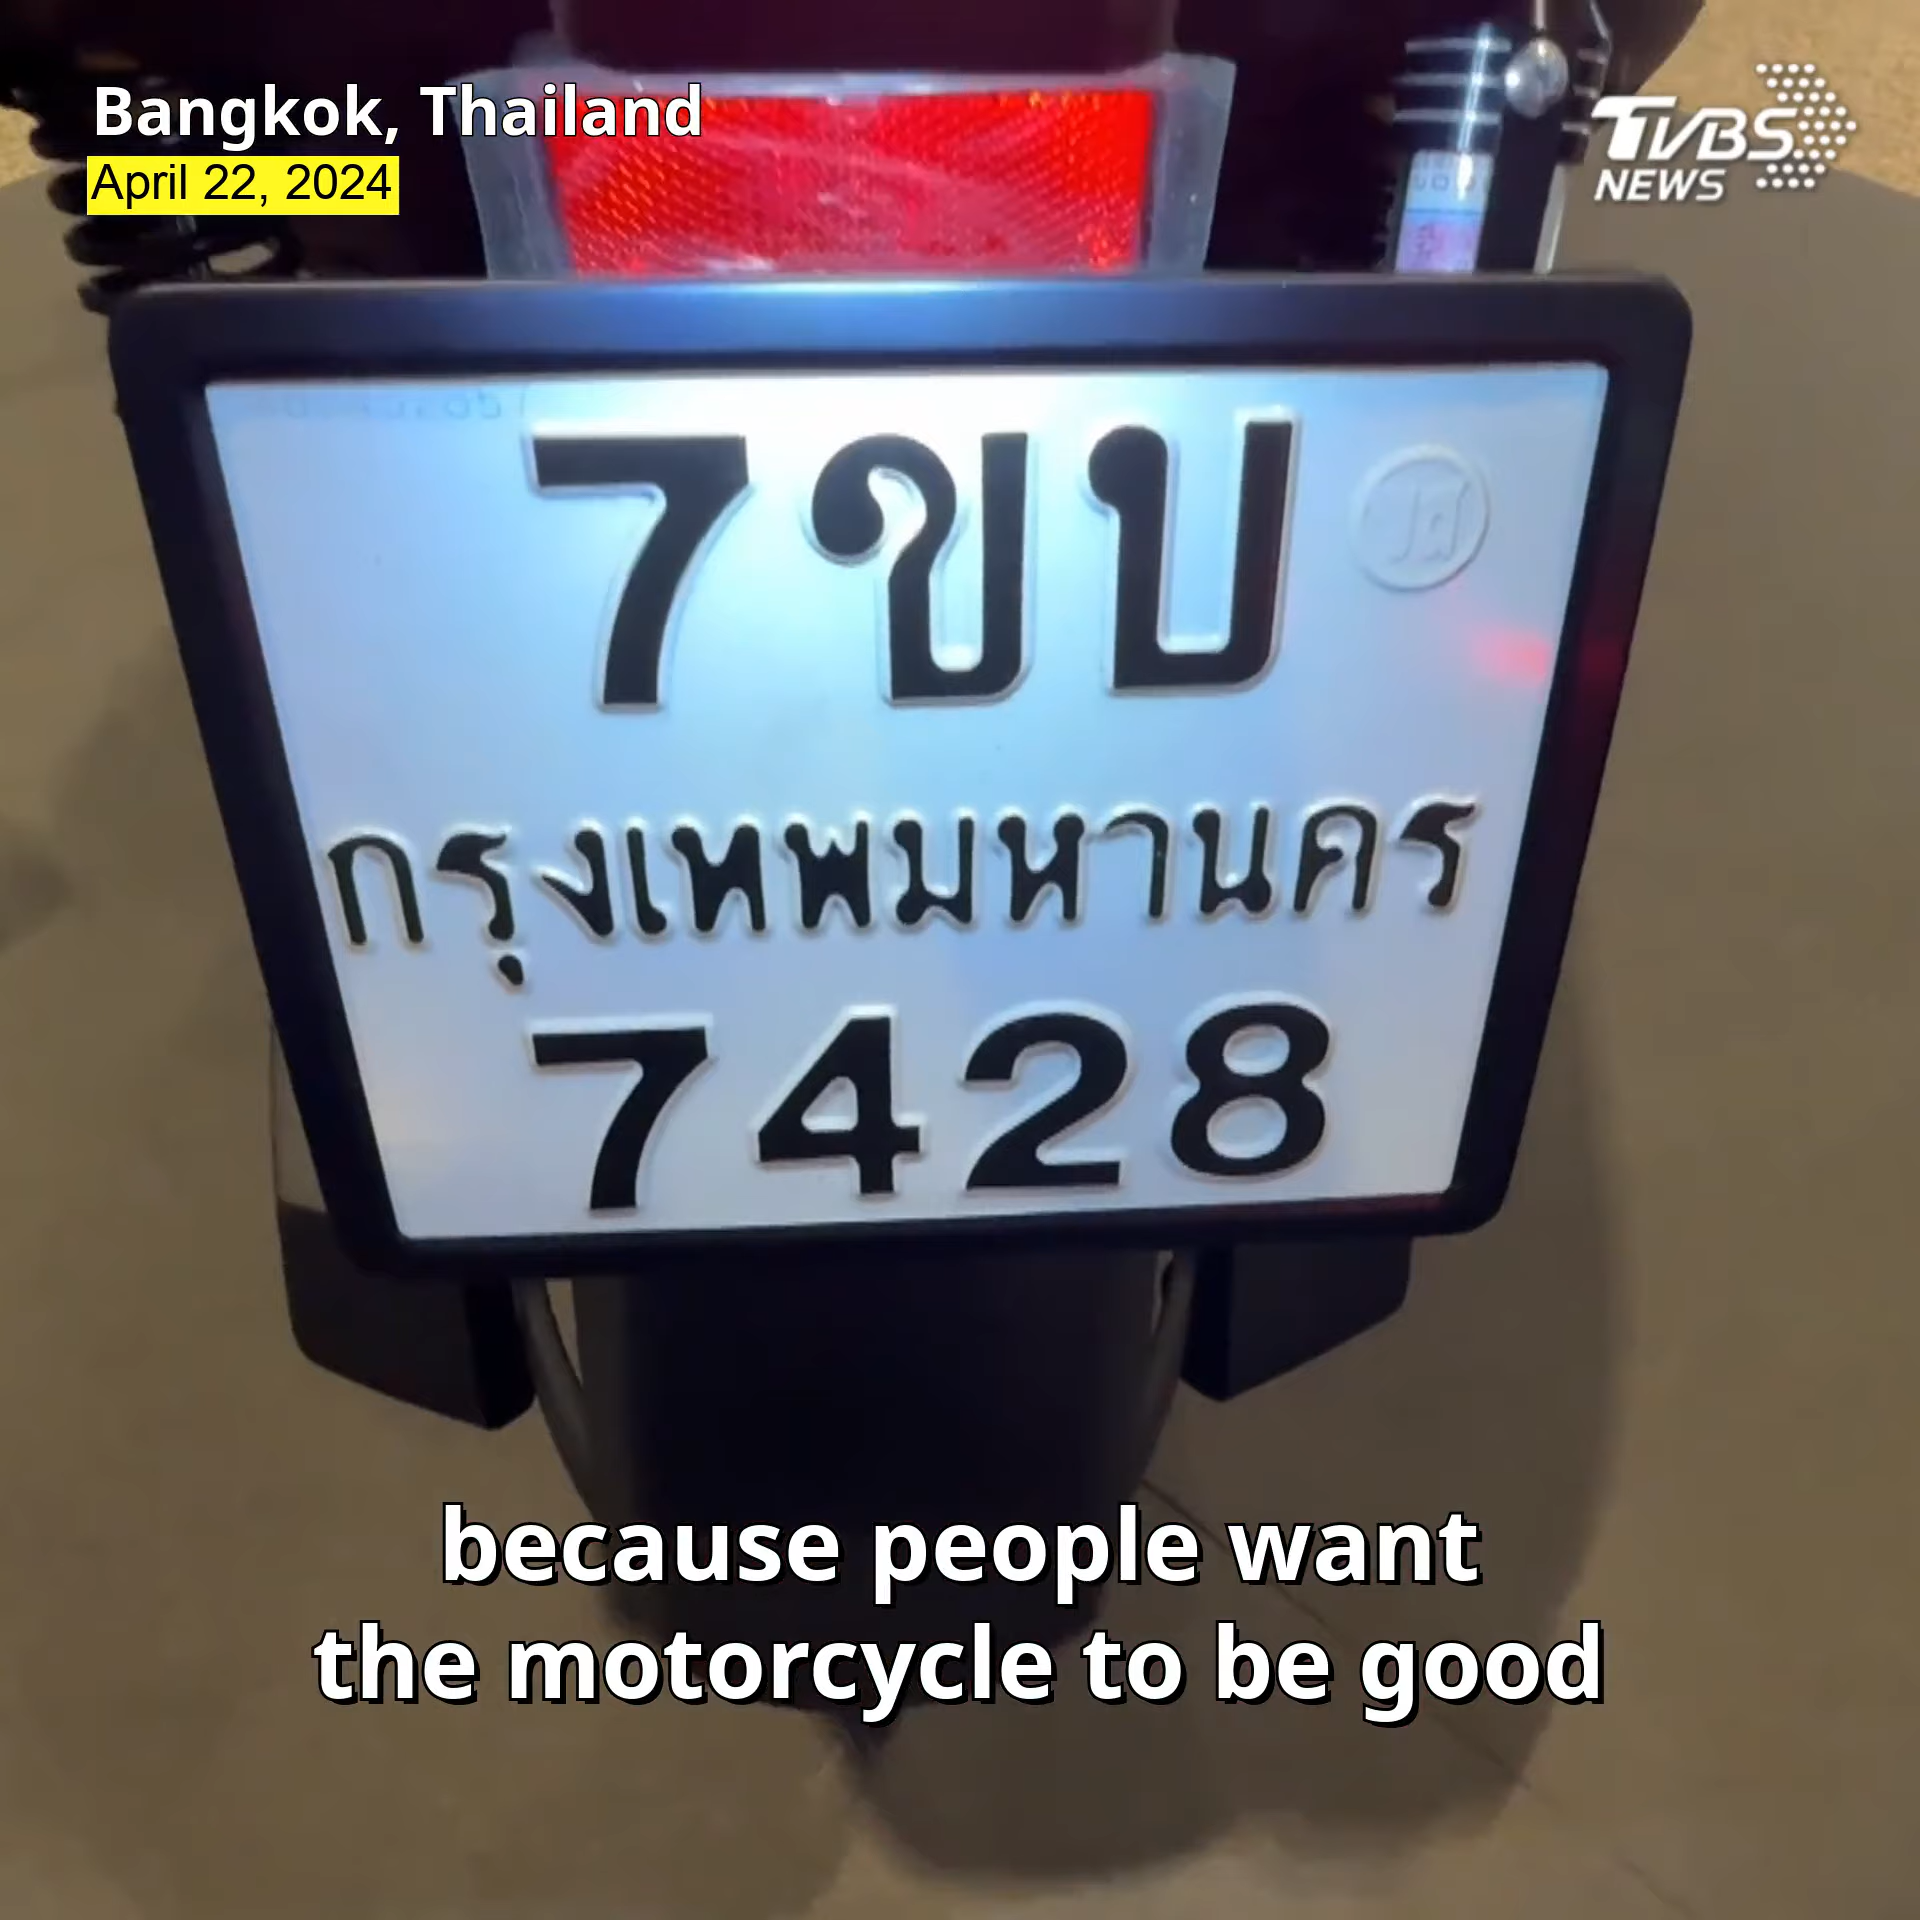 Bangkok, Thailand
April 22, 2024
TVBS
NEWS
7ขบ
กรุงเทพมหานคร
7428
because people want
the motorcycle to be good